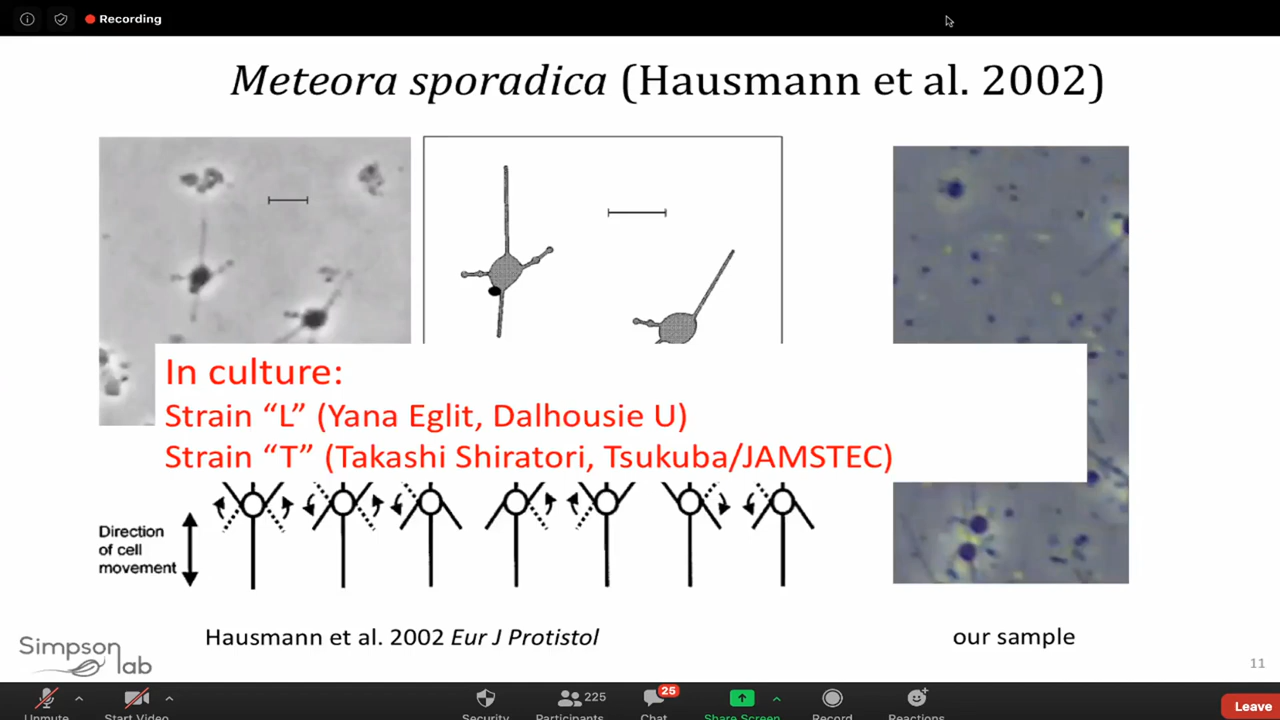 Recording
Meteora sporadica (Hausmann et al. 2002)
In culture:
Strain “L” (Yana Eglit, Dalhousie U)
Strain “T” (Takashi Shiratori, Tsukuba/JAMSTEC)
Direction
of cell
movement
Hausmann et al. 2002 Eur J Protistol
our sample
Simpson
lab
11
Unmute
Start Video
Security
Participants
225
Chat
25
Share Screen
Record
Reactions
Leave